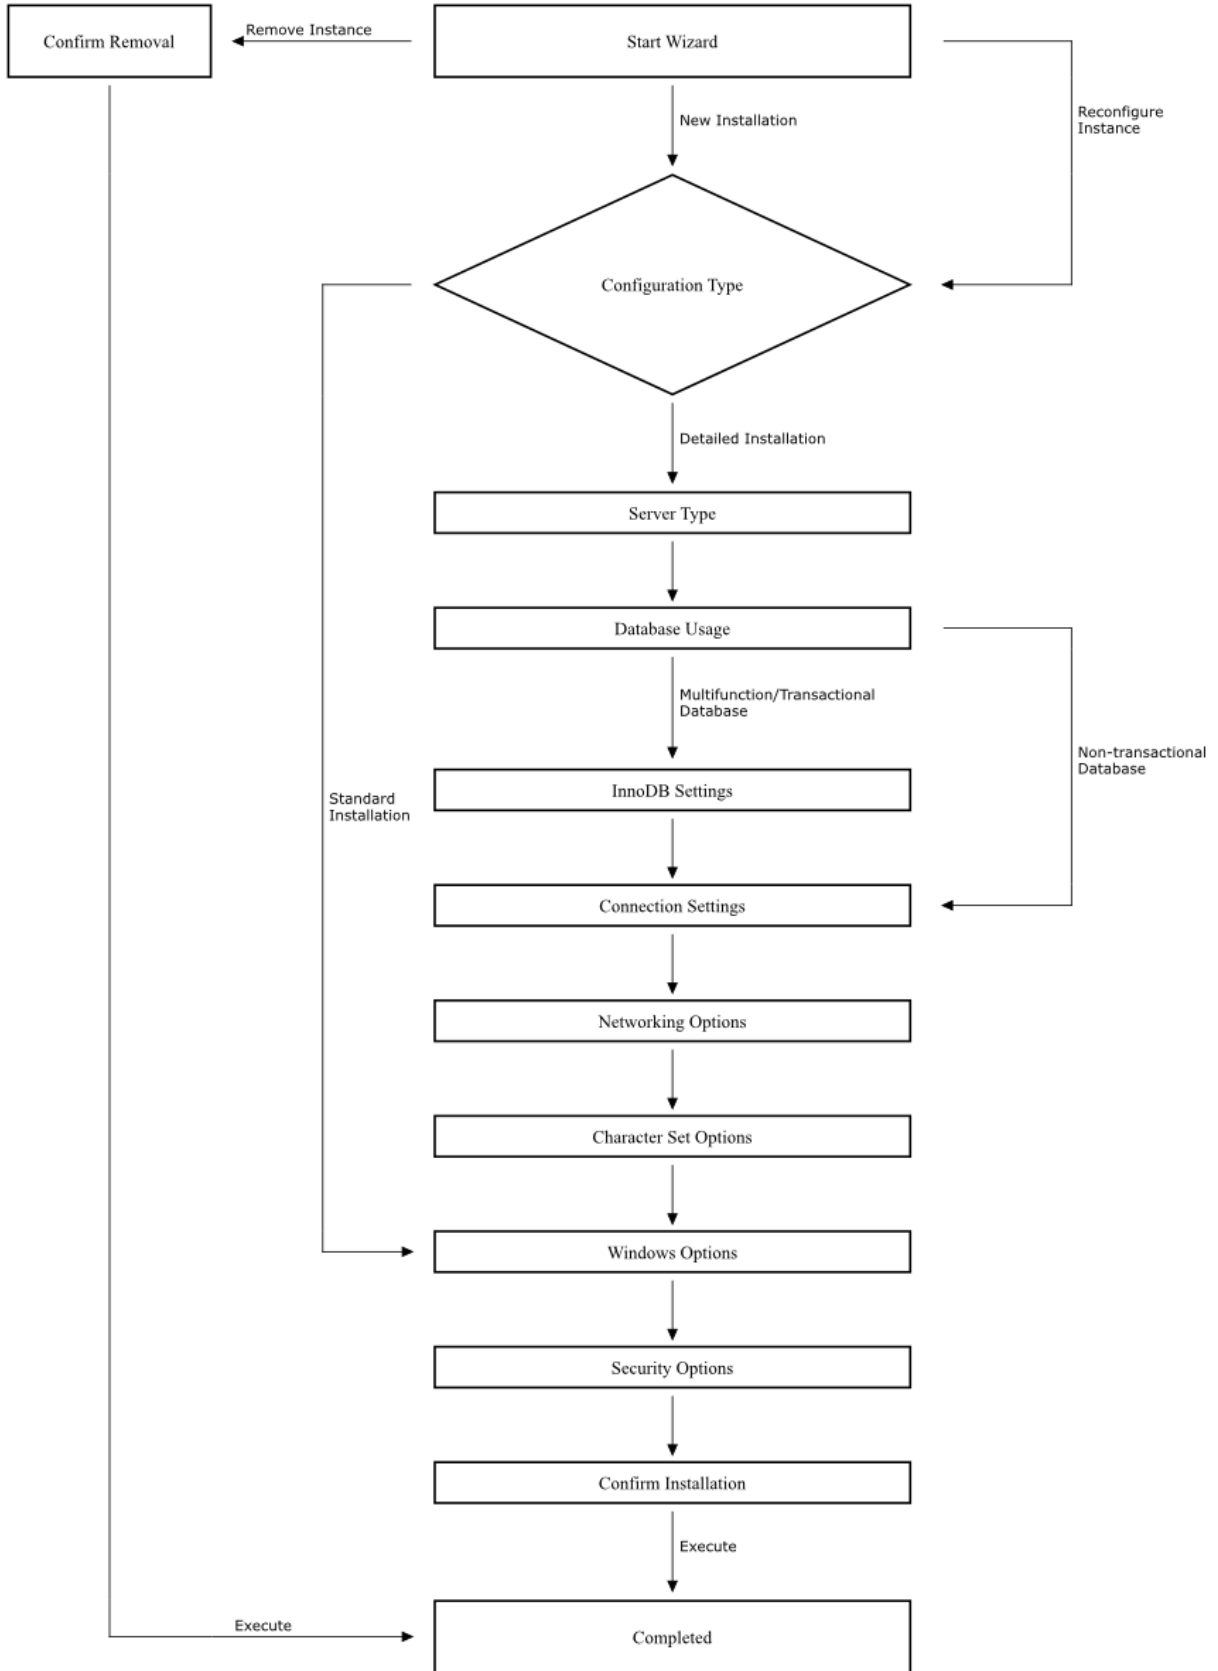 Confirm Removal
Remove Instance
Start Wizard
New Installation
Reconfigure
Instance
Configuration Type
Detailed Installation
Server Type
Database Usage
Multifunction/Transactional
Database
Non-transactional
Database
InnoDB Settings
Standard
Installation
Connection Settings
Networking Options
Character Set Options
Windows Options
Security Options
Confirm Installation
Execute
Execute
Completed